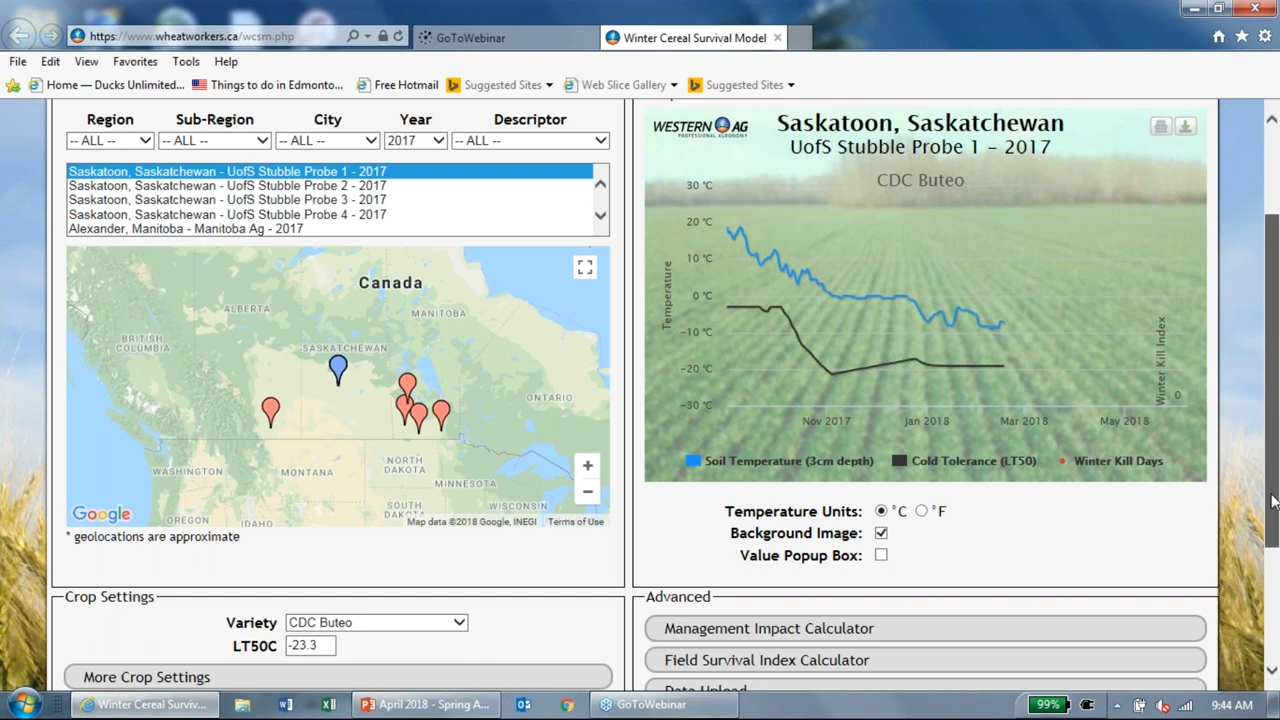 https://www.wheatworkers.ca/wcsm.php
GoToWebinar
Winter Cereal Survival Model
File Edit View Favorites Tools Help
Home — Ducks Unlimited...
Things to do in Edmonto...
Free Hotmail
Suggested Sites
Web Slice Gallery
Suggested Sites
Region Sub-Region City Year Descriptor
-- ALL -- -- ALL -- -- ALL -- 2017 -- ALL --
Saskatoon, Saskatchewan - UofS Stubble Probe 1 - 2017
Saskatoon, Saskatchewan - UofS Stubble Probe 2 - 2017
Saskatoon, Saskatchewan - UofS Stubble Probe 3 - 2017
Saskatoon, Saskatchewan - UofS Stubble Probe 4 - 2017
Alexander, Manitoba - Manitoba Ag - 2017
Canada
ALBERTA
MANITOBA
BRITISH
COLUMBIA
SASKATCHEWAN
ONTARIO
WASHINGTON
MONTANA
NORTH
DAKOTA
MINNESOTA
SOUTH
DAKOTA
WISCONSIN
OREGON
IDAHO
Google
Map data ©2018 Google, INEGI
Terms of Use
* geolocations are approximate
WESTERN AG
PROFESSIONAL AGRONOMY
Saskatoon, Saskatchewan
UofS Stubble Probe 1 – 2017
CDC Buteo
30 °C
20 °C
10 °C
0 °C
−10 °C
−20 °C
−30 °C
Temperature
Winter Kill Index
0
Nov 2017 Jan 2018 Mar 2018 May 2018
Soil Temperature (3cm depth) Cold Tolerance (LT50) Winter Kill Days
Temperature Units: °C °F
Background Image:
Value Popup Box:
Crop Settings
Variety CDC Buteo
LT50C -23.3
More Crop Settings
Advanced
Management Impact Calculator
Field Survival Index Calculator
Data Upload
Winter Cereal Surviv...
April 2018 - Spring A...
GoToWebinar
99%
9:44 AM